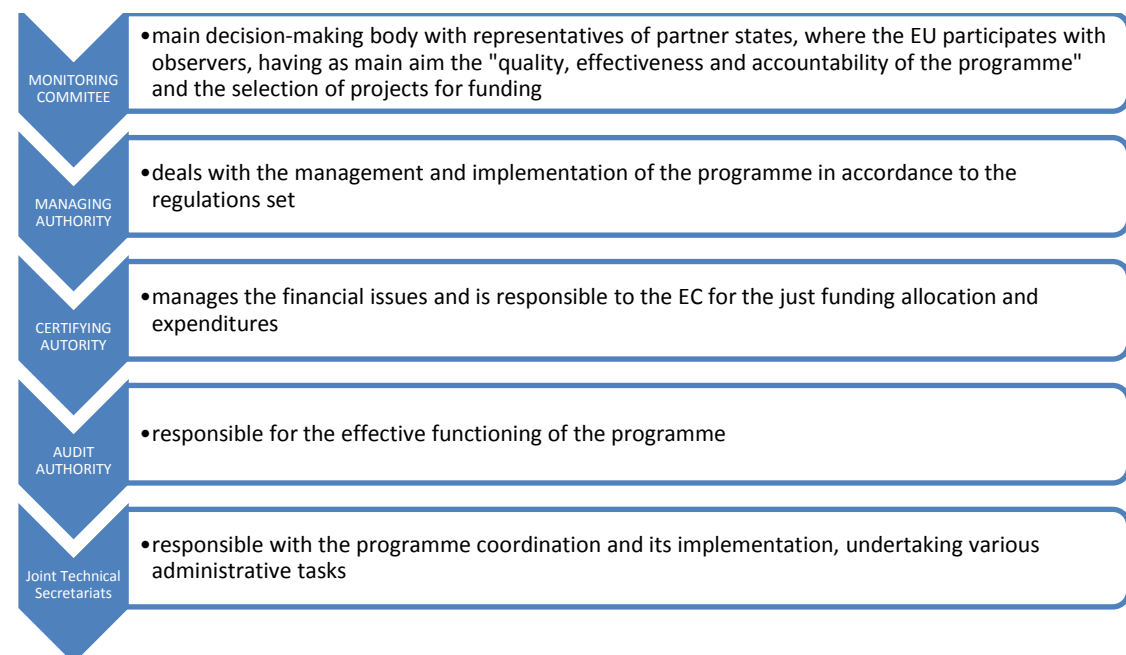 MONITORING
COMMITEE
•main decision-making body with representatives of partner states, where the EU participates with
observers, having as main aim the "quality, effectiveness and accountability of the programme"
and the selection of projects for funding
MANAGING
AUTHORITY
•deals with the management and implementation of the programme in accordance to the
regulations set
CERTIFYING
AUTORITY
•manages the financial issues and is responsible to the EC for the just funding allocation and
expenditures
AUDIT
AUTHORITY
•responsible for the effective functioning of the programme
Joint Technical
Secretariats
•responsible with the programme coordination and its implementation, undertaking various
administrative tasks